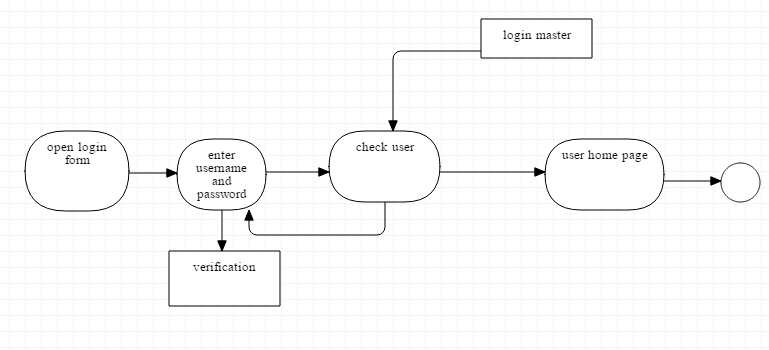 login master
open login
form
enter
username
and
password
check user
user home page
verification